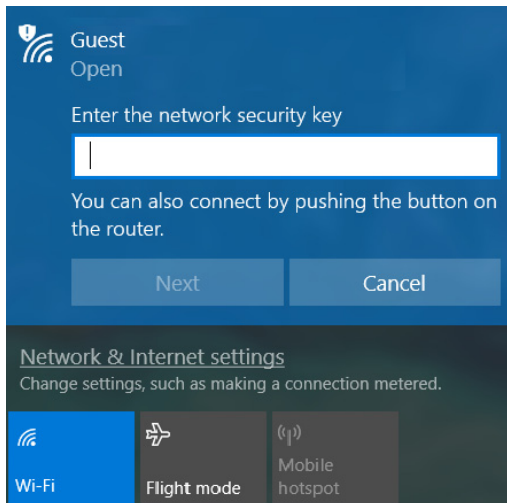 Guest
Open
Enter the network security key
You can also connect by pushing the button on
the router.
Next
Cancel
Network & Internet settings
Change settings, such as making a connection metered.
Wi-Fi
Flight mode
Mobile
hotspot